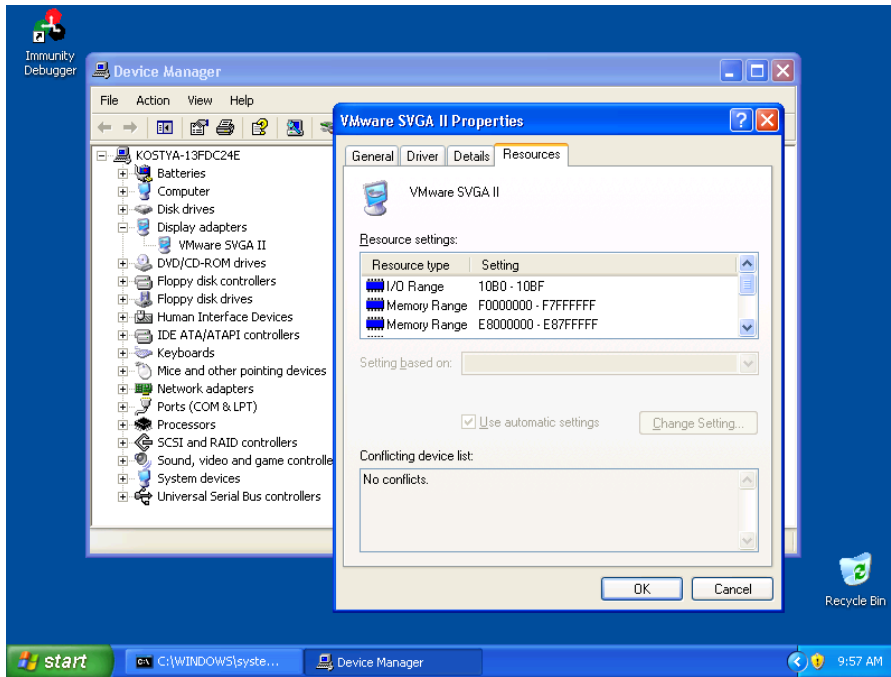 Immunity
Debugger
Device Manager
File Action View Help
KOSTYA-13FDC24E
Batteries
Computer
Disk drives
Display adapters
VMware SVGA II
DVD/CD-ROM drives
Floppy disk controllers
Floppy disk drives
Human Interface Devices
IDE ATA/ATAPI controllers
Keyboards
Mice and other pointing devices
Network adapters
Ports (COM & LPT)
Processors
SCSI and RAID controllers
Sound, video and game controlle
System devices
Universal Serial Bus controllers
VMware SVGA II Properties
General Driver Details Resources
VMware SVGA II
Resource settings:
Resource type Setting
I/O Range 10B0 - 10BF
Memory Range F0000000 - F7FFFFFF
Memory Range E8000000 - E87FFFFF
Setting based on:
Use automatic settings Change Setting...
Conflicting device list:
No conflicts.
OK Cancel
Recycle Bin
start C:\WINDOWS\syste... Device Manager 9:57 AM